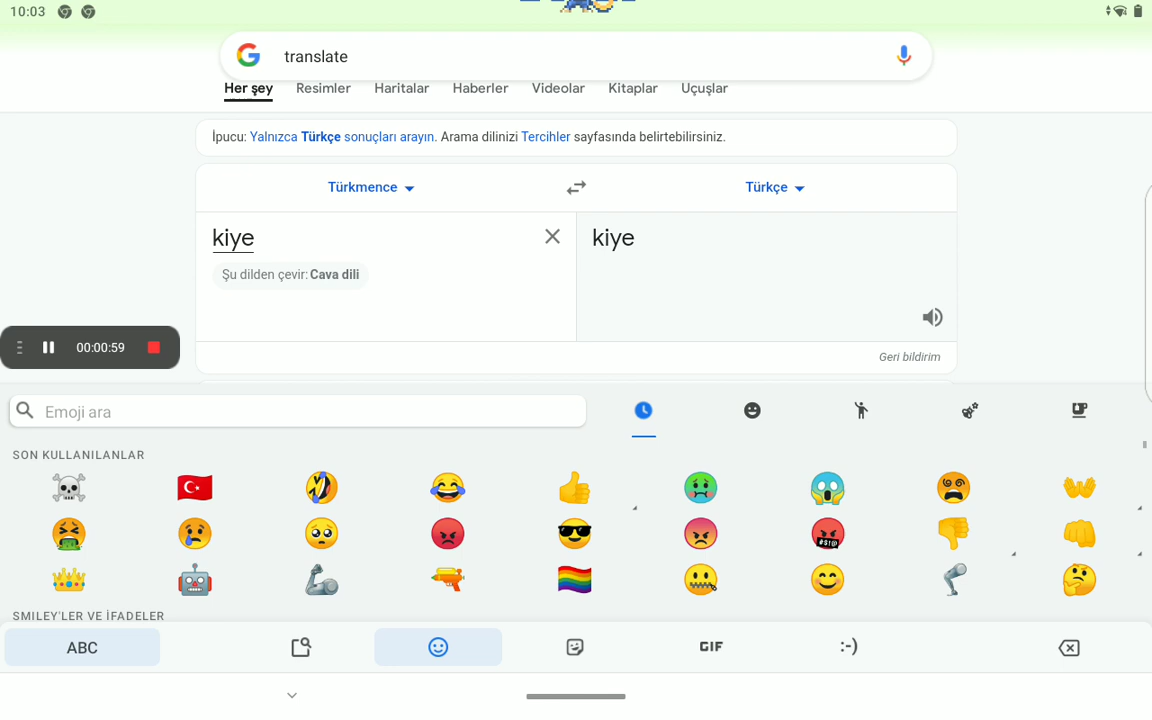 10:03
translate
Her şey Resimler Haritalar Haberler Videolar Kitaplar Uçuşlar
İpucu: Yalnızca Türkçe sonuçları arayın. Arama dilinizi Tercihler sayfasında belirtebilirsiniz.
Türkmence Türkçe
kiye kiye
Şu dilden çevir: Cava dili
00:00:59
Geri bildirim
Emoji ara
SON KULLANILANLAR
SMILEY'LER VE İFADELER
ABC GIF :-)